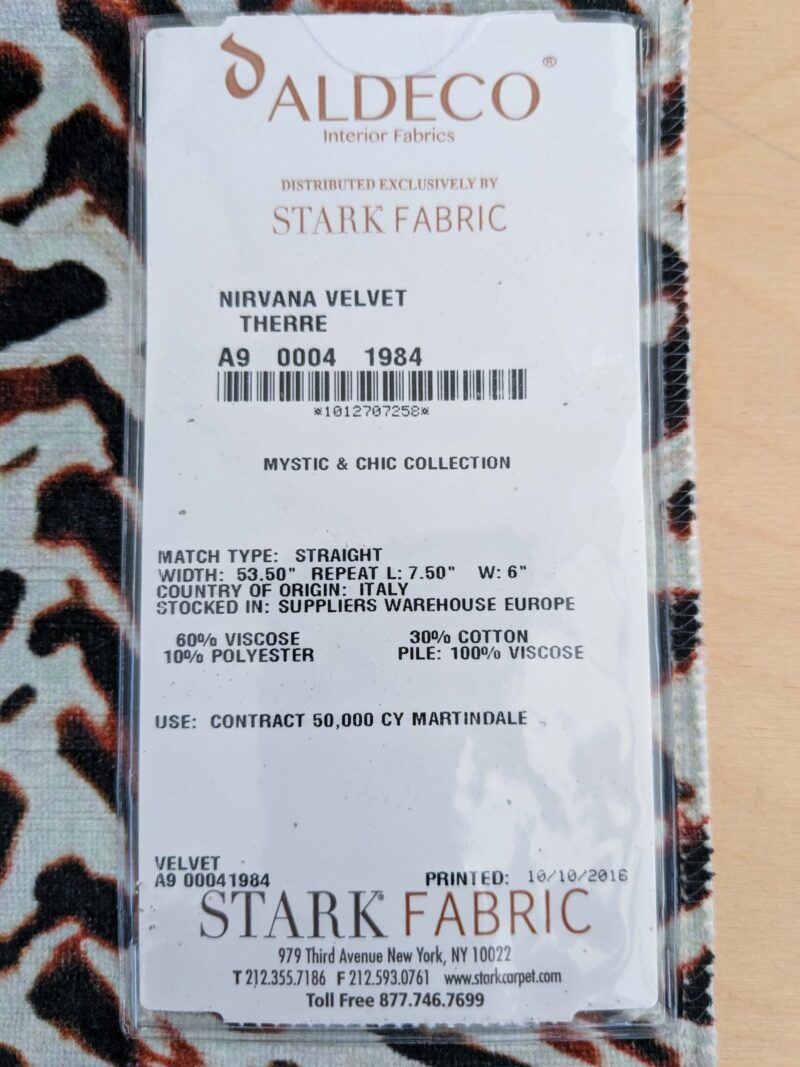 ALDECO®
Interior Fabrics
DISTRIBUTED EXCLUSIVELY BY
STARK FABRIC
NIRVANA VELVET
THERRE
A9 0004 1984
*1012707258*
MYSTIC & CHIC COLLECTION
MATCH TYPE: STRAIGHT
WIDTH: 53.50" REPEAT L: 7.50" W: 6"
COUNTRY OF ORIGIN: ITALY
STOCKED IN: SUPPLIERS WAREHOUSE EUROPE
60% VISCOSE 30% COTTON
10% POLYESTER PILE: 100% VISCOSE
USE: CONTRACT 50,000 CY MARTINDALE
VELVET
A9 00041984 PRINTED: 10/10/2016
STARK® FABRIC
979 Third Avenue New York, NY 10022
T 212.355.7186 F 212.593.0761 www.starkcarpet.com
Toll Free 877.746.7699